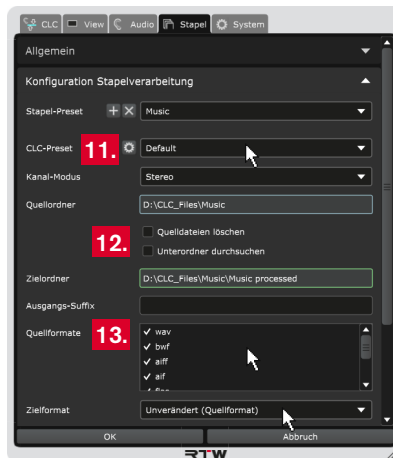 CLC View Audio Stapel System
Allgemein
Konfiguration Stapelverarbeitung
Stapel-Preset Music
11.
CLC-Preset Default
Kanal-Modus Stereo
Quellordner D:\CLC_Files\Music
12.
Quelldateien löschen
Unterordner durchsuchen
Zielordner D:\CLC_Files\Music\Music processed
Ausgangs-Suffix
Quellformate 13. wav
bwf
aiff
aif
Zielformat Unverändert (Quellformat)
OK Abbruch
RTW